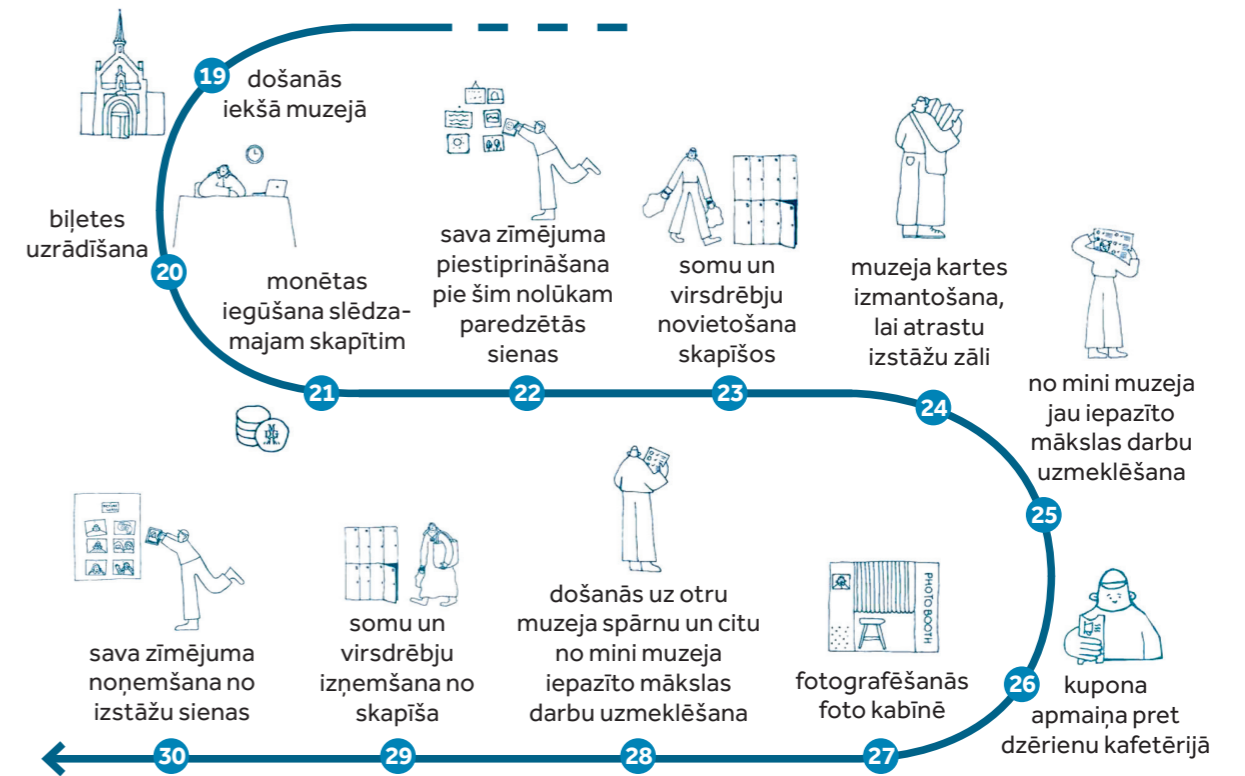 19
došanās
iekšā muzejā
biļetes
uzrādīšana
20
monētas
iegūšana slēdza-
majam skapītim
21
sava zīmējuma
piestiprināšana
pie šim nolūkam
paredzētās
sienas
22
somu un
virsdrēbju
novietošana
skapīšos
23
muzeja kartes
izmantošana,
lai atrastu
izstāžu zāli
24
no mini muzeja
jau iepazīto
mākslas darbu
uzmeklēšana
25
kupona
apmaiņa pret
dzērienu kafetērijā
26
PHOTO BOOTH
fotografēšanās
foto kabīnē
27
došanās uz otru
muzeja spārnu un citu
no mini muzeja
iepazīto mākslas
darbu uzmeklēšana
28
somu un
virsdrēbju
izņemšana no
skapīša
29
sava zīmējuma
noņemšana no
izstāžu sienas
30